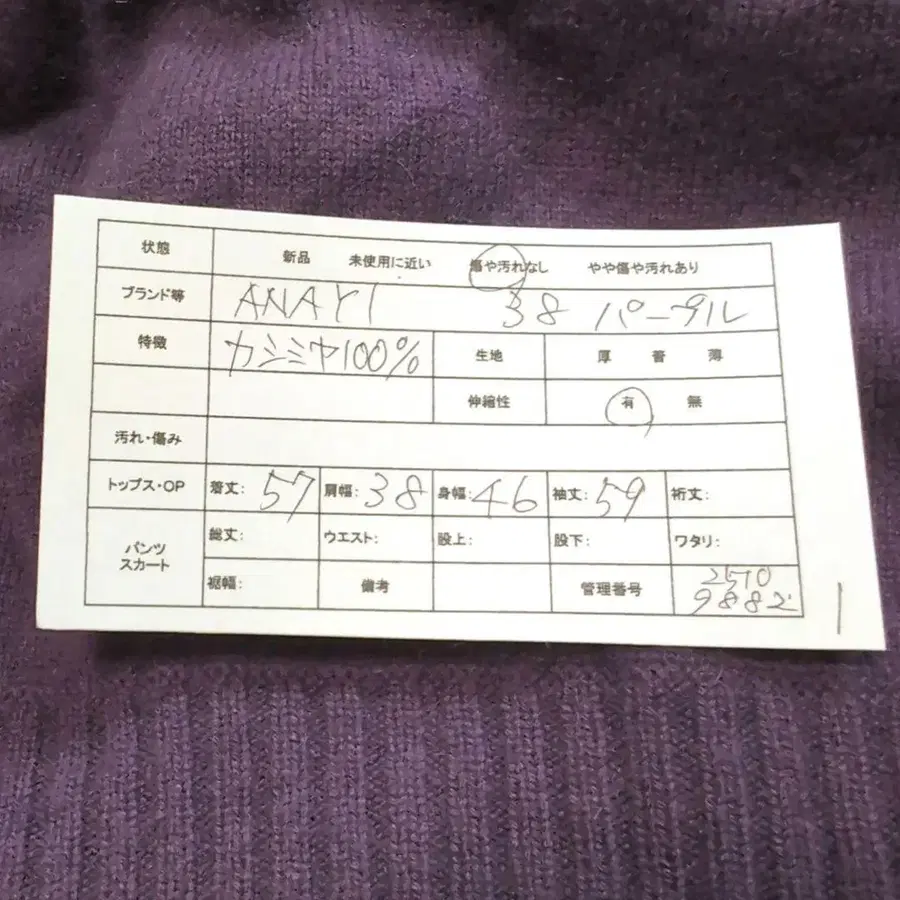 状態 新品 未使用に近い 傷や汚れなし やや傷や汚れあり
ブランド等 ANAYI 38 パープル
特徴 カシミヤ100% 生地 厚 普 薄
伸縮性 有 無
汚れ・傷み
トップス・OP 着丈: 57 肩幅: 38 身幅: 46 袖丈: 59 裄丈:
パンツ スカート 総丈: ウエスト: 股上: 股下: ワタリ:
裾幅: 備考 管理番号 2510
9882
1